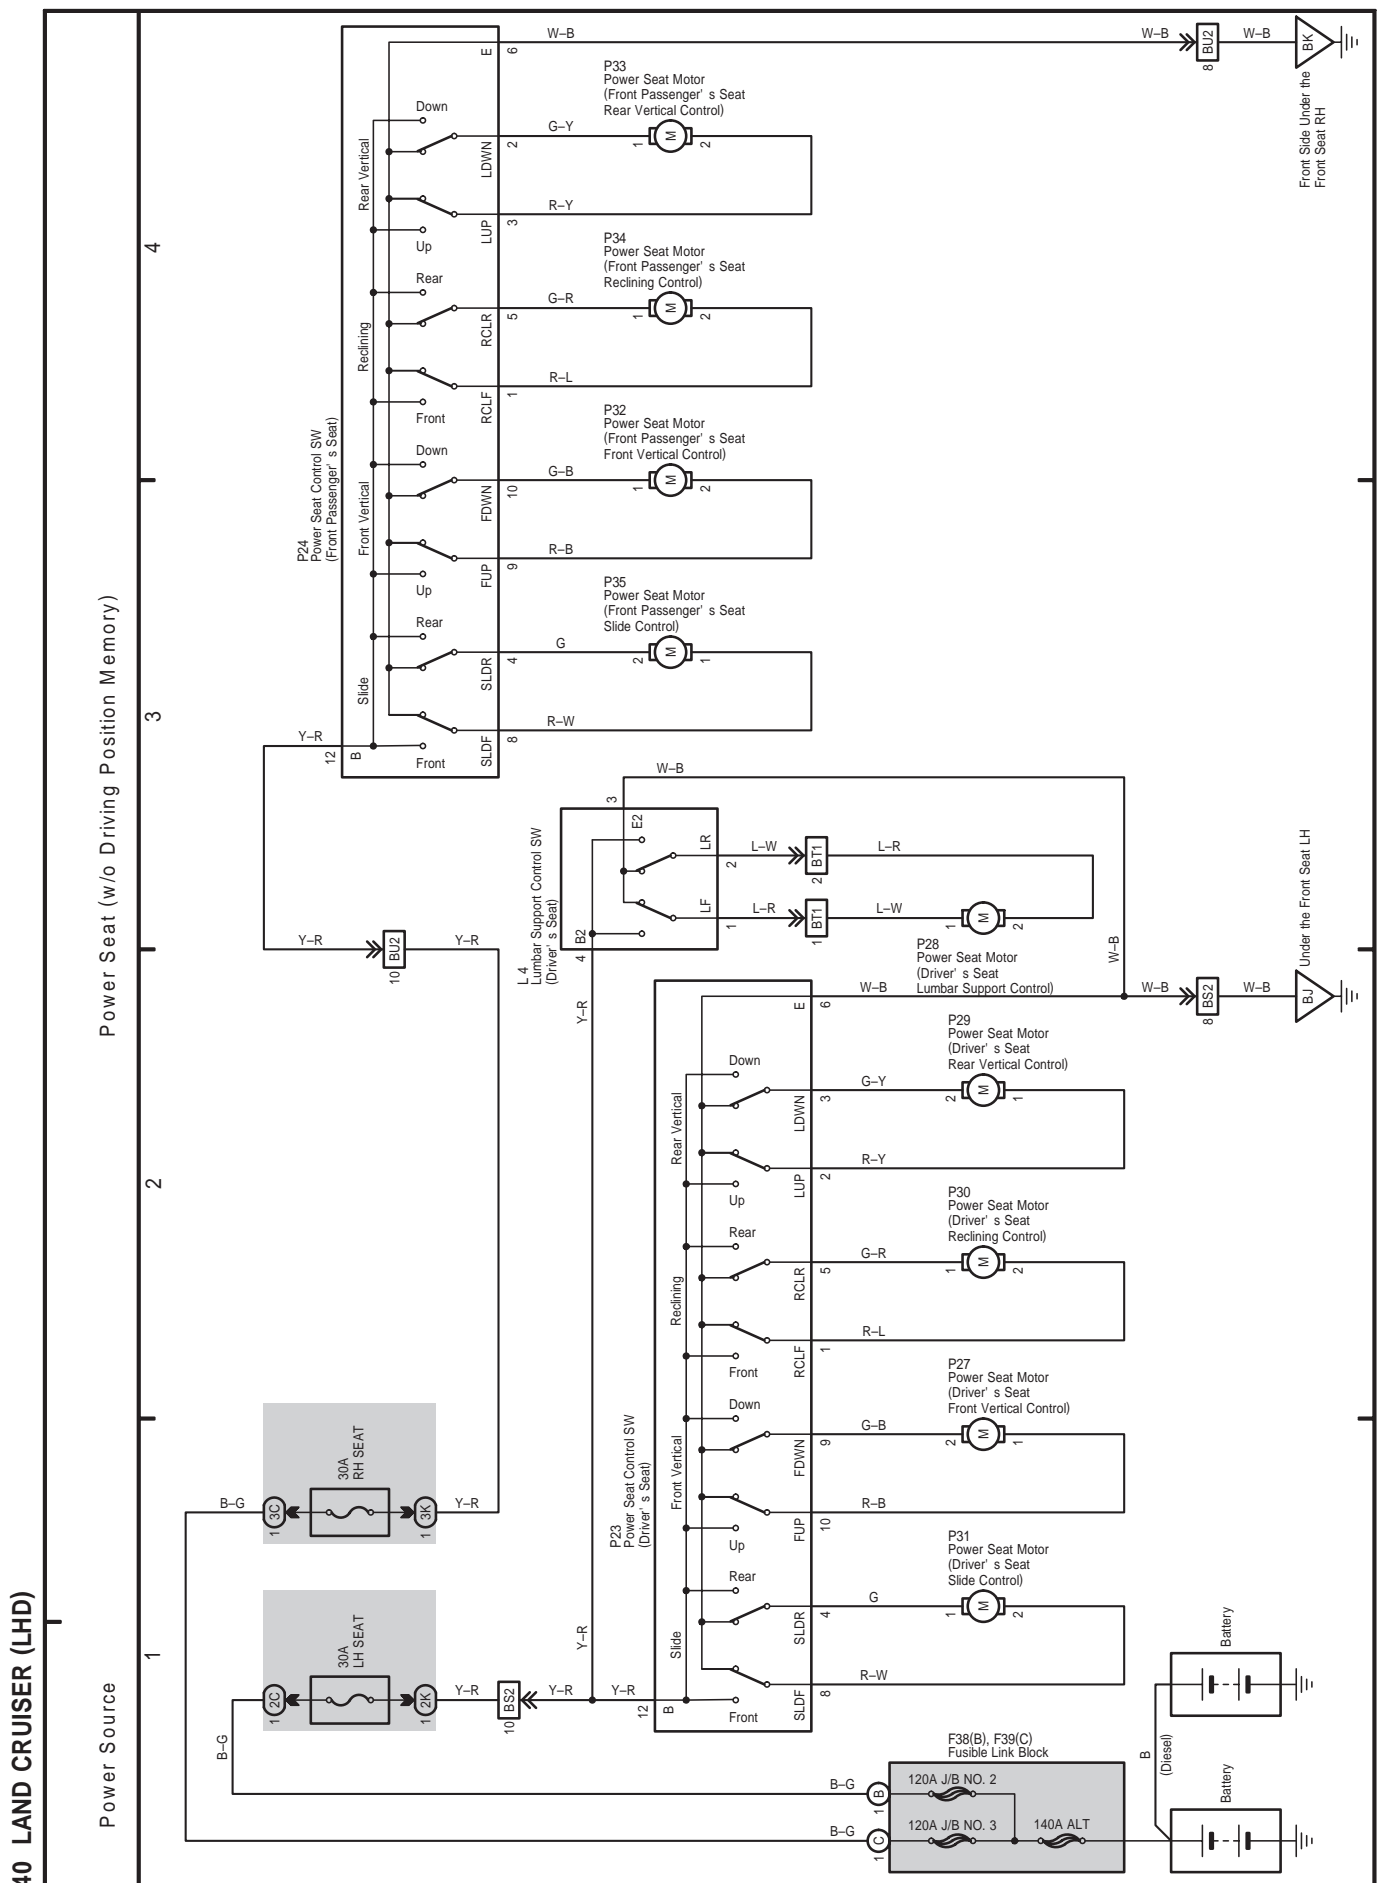 40 LAND CRUISER (LHD)
Power Source
Power Seat (w/o Driving Position Memory)
1
2
3
4
W–B
W–B
BU2
8
W–B
BK
Front Side Under the
Front Seat RH
P24
Power Seat Control SW
(Front Passenger' s Seat)
E
6
Down
Rear Vertical
LDWN
2
G–Y
P33
Power Seat Motor
(Front Passenger' s Seat
Rear Vertical Control)
1
M
2
Up
LUP
3
R–Y
Rear
Reclining
RCLR
5
G–R
P34
Power Seat Motor
(Front Passenger' s Seat
Reclining Control)
1
M
2
Front
RCLF
1
R–L
Down
Front Vertical
FDWN
10
G–B
P32
Power Seat Motor
(Front Passenger' s Seat
Front Vertical Control)
1
M
2
Up
FUP
9
R–B
Rear
Slide
SLDR
4
G
P35
Power Seat Motor
(Front Passenger' s Seat
Slide Control)
2
M
1
Front
SLDF
8
R–W
Y–R
12
B
Y–R
BU2
10
Y–R
L 4
Lumbar Support Control SW
(Driver' s Seat)
W–B
3
E2
LR
2
L–W
BT1
2
L–R
LF
1
L–R
BT1
1
L–W
1
M
2
B2
4
Y–R
P28
Power Seat Motor
(Driver' s Seat
Lumbar Support Control)
W–B
W–B
W–B
BS2
8
W–B
BJ
Under the Front Seat LH
P23
Power Seat Control SW
(Driver' s Seat)
E
6
Down
Rear Vertical
LDWN
3
G–Y
P29
Power Seat Motor
(Driver' s Seat
Rear Vertical Control)
2
M
1
Up
LUP
2
R–Y
Rear
Reclining
RCLR
5
G–R
P30
Power Seat Motor
(Driver' s Seat
Reclining Control)
1
M
2
Front
RCLF
1
R–L
Down
Front Vertical
FDWN
9
G–B
P27
Power Seat Motor
(Driver' s Seat
Front Vertical Control)
2
M
1
Up
FUP
10
R–B
Rear
Slide
SLDR
4
G
P31
Power Seat Motor
(Driver' s Seat
Slide Control)
1
M
2
Front
SLDF
8
R–W
B–G
1
3C
30A
RH SEAT
1
3K
Y–R
B–G
1
2C
30A
LH SEAT
1
2K
Y–R
BS2
10
Y–R
Y–R
Y–R
12
B
F38(B), F39(C)
Fusible Link Block
B–G
1
B
120A J/B NO. 2
B–G
1
C
120A J/B NO. 3
140A ALT
B
(Diesel)
Battery
Battery